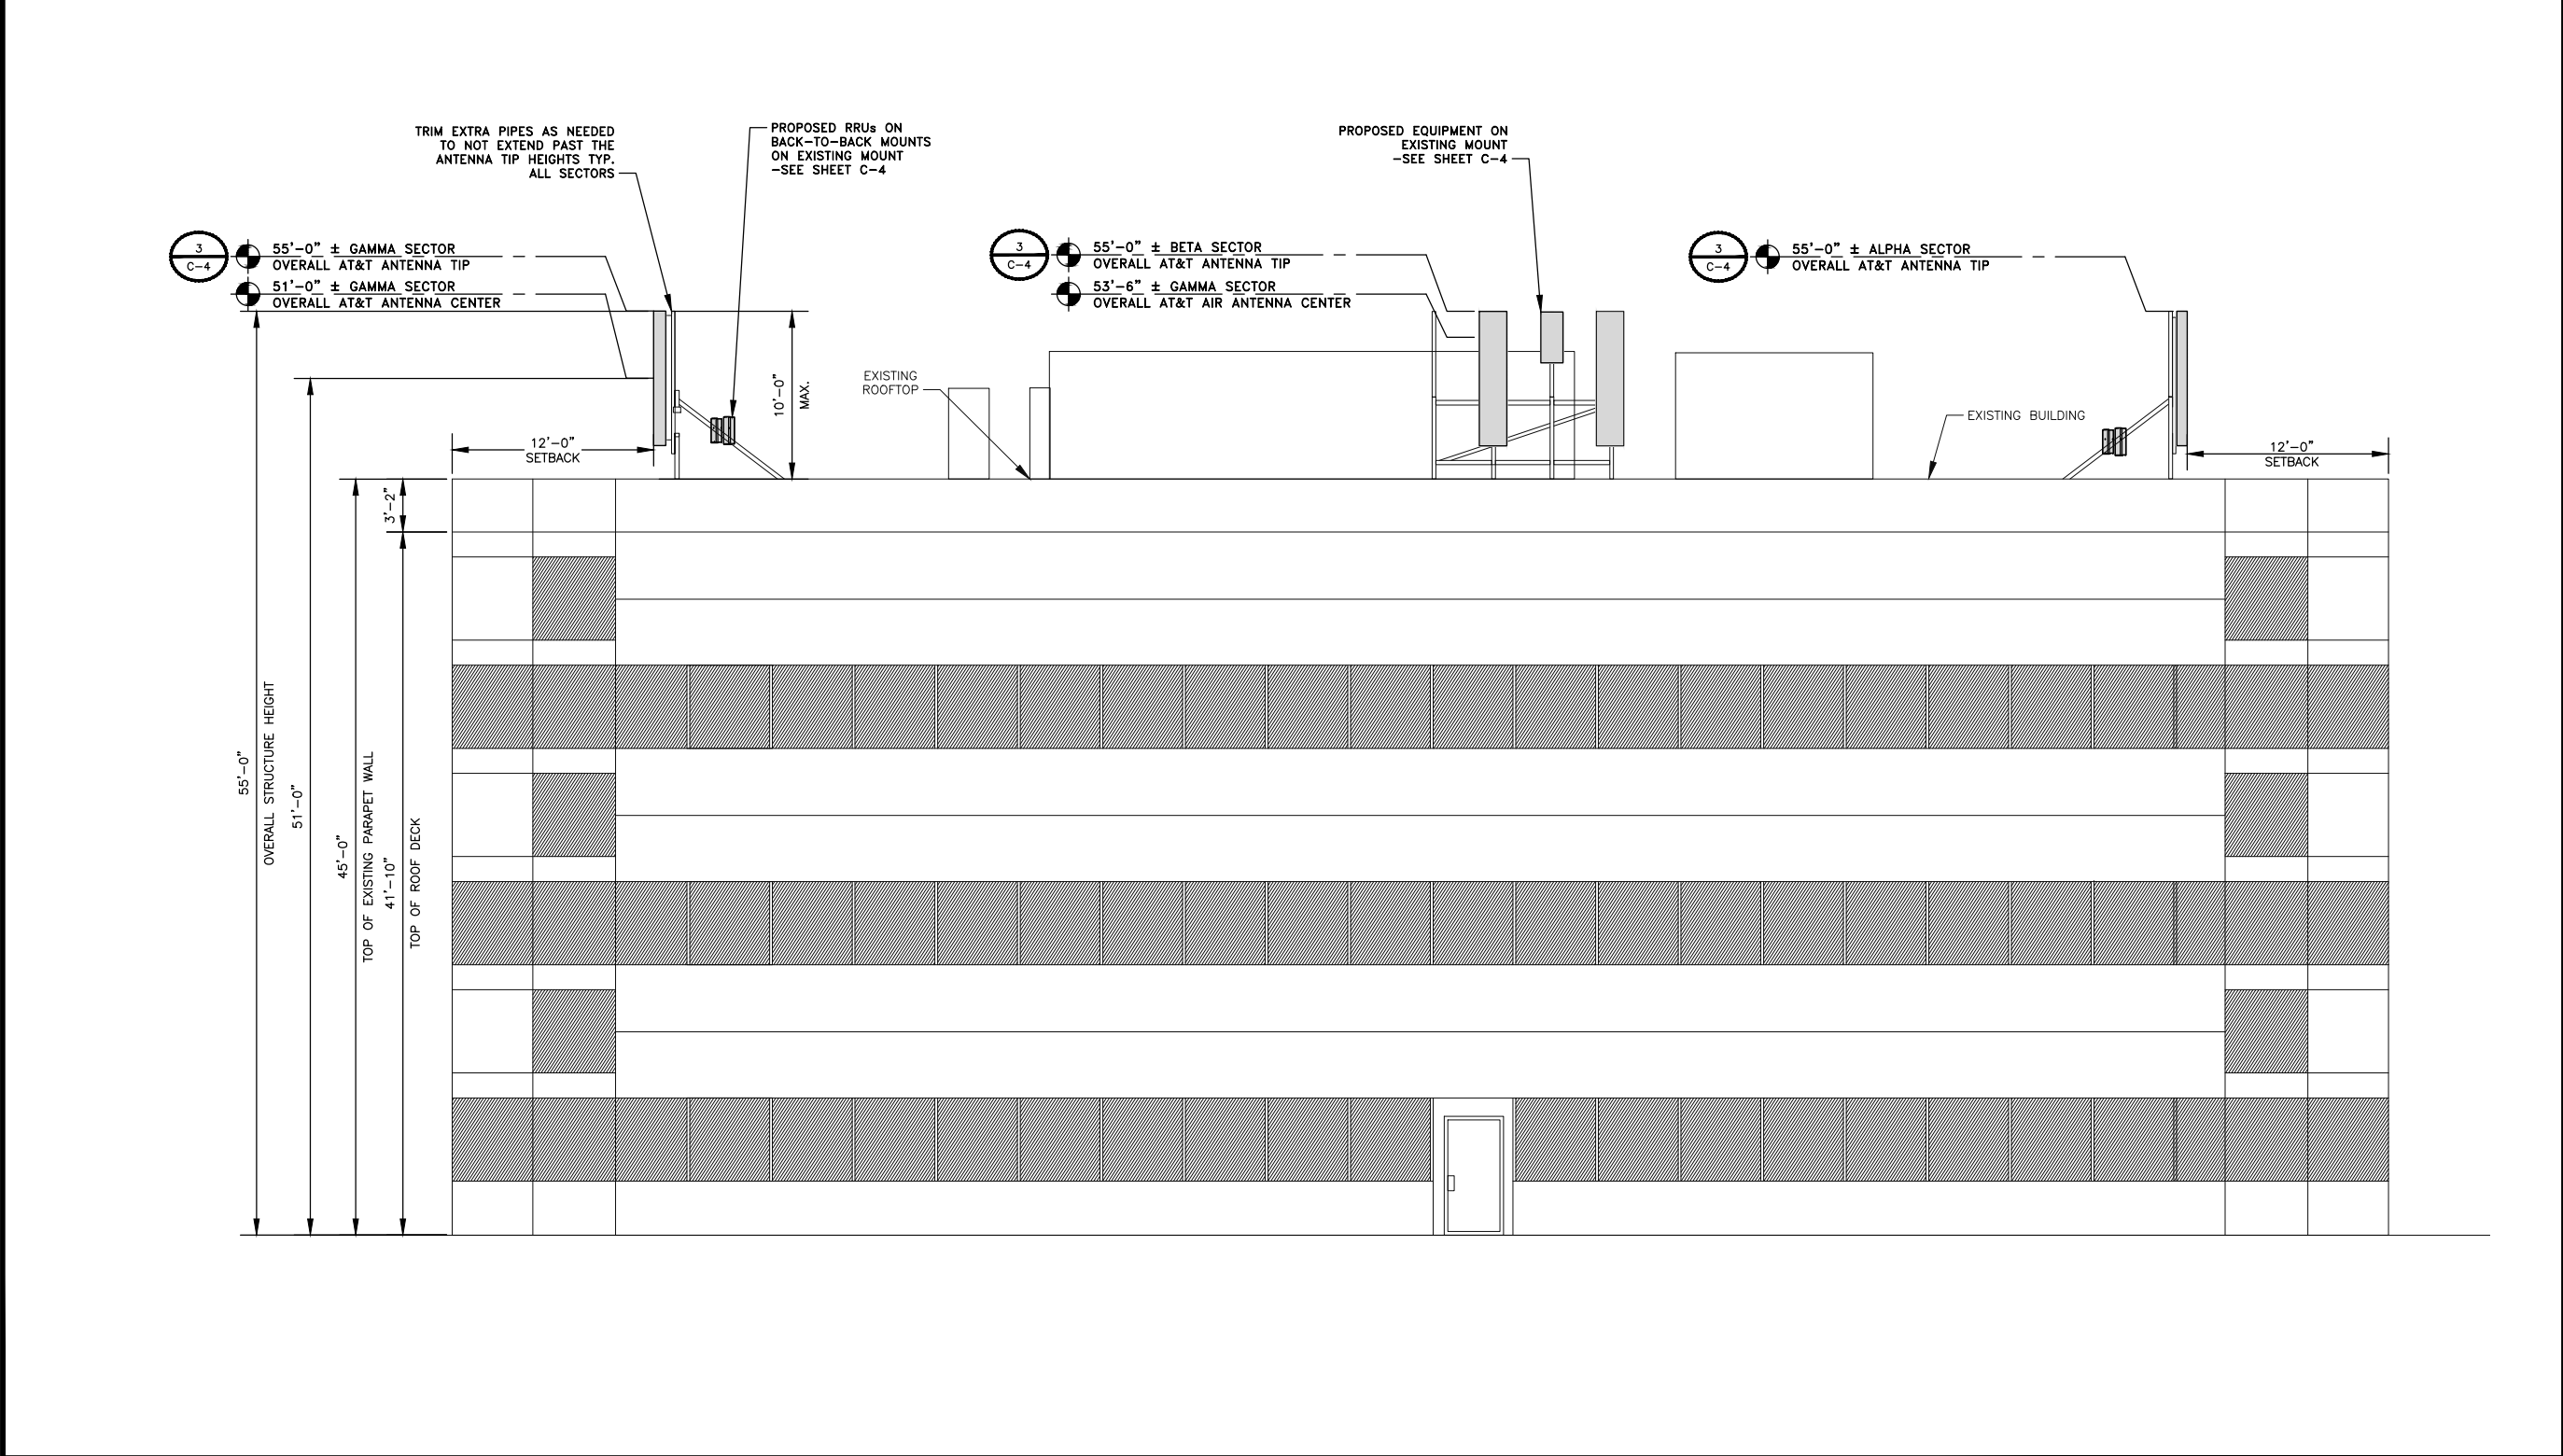 TRIM EXTRA PIPES AS NEEDED
TO NOT EXTEND PAST THE
ANTENNA TIP HEIGHTS TYP.
ALL SECTORS
PROPOSED RRUs ON
BACK-TO-BACK MOUNTS
ON EXISTING MOUNT
-SEE SHEET C-4
PROPOSED EQUIPMENT ON
EXISTING MOUNT
-SEE SHEET C-4
3
C-4
55'-0" ± GAMMA SECTOR
OVERALL AT&T ANTENNA TIP
51'-0" ± GAMMA SECTOR
OVERALL AT&T ANTENNA CENTER
3
C-4
55'-0" ± BETA SECTOR
OVERALL AT&T ANTENNA TIP
53'-6" ± GAMMA SECTOR
OVERALL AT&T AIR ANTENNA CENTER
3
C-4
55'-0" ± ALPHA SECTOR
OVERALL AT&T ANTENNA TIP
10'-0"
MAX.
EXISTING
ROOFTOP
EXISTING BUILDING
12'-0"
SETBACK
12'-0"
SETBACK
3'-2"
55'-0"
OVERALL STRUCTURE HEIGHT
51'-0"
45'-0"
TOP OF EXISTING PARAPET WALL
41'-10"
TOP OF ROOF DECK